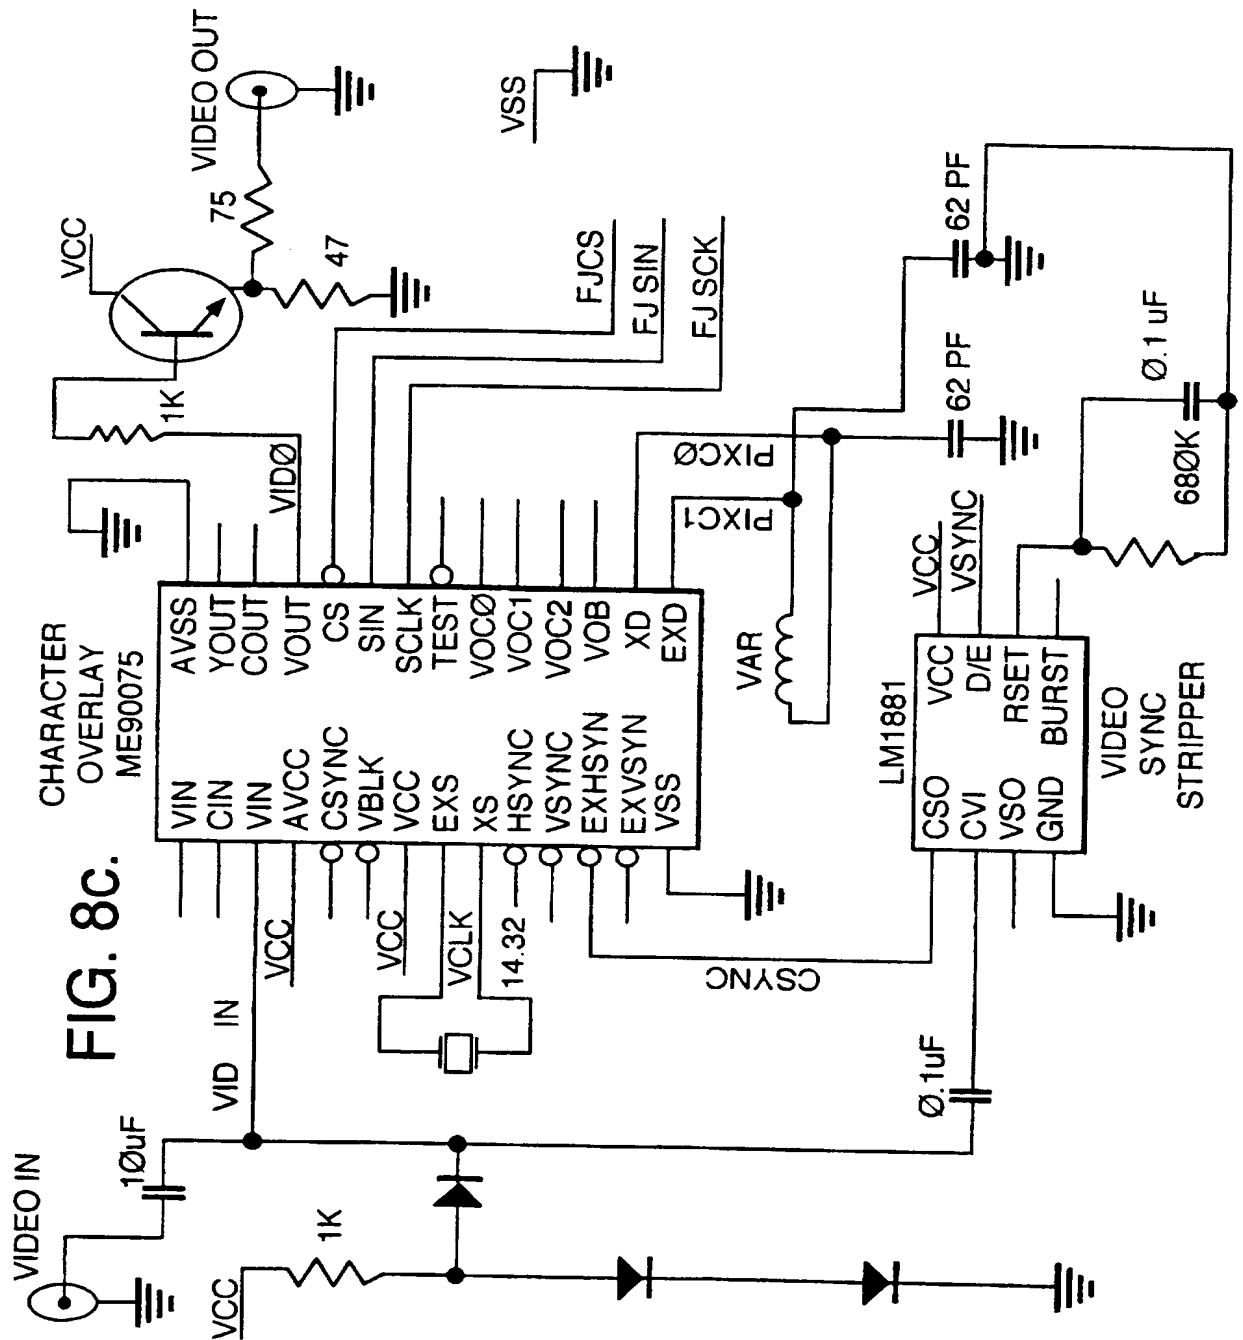 FIG. 8c.
VIDEO IN
10uF
VID IN
VCC
1K
CHARACTER
OVERLAY
ME90075
VIN
CIN
VIN
AVCC
CSYNC
VBLK
VCC
EXS
XS
HSYNC
VSYNC
EXHSYN
EXVSYN
VSS
AVSS
YOUT
COUT
VOUT
CS
SIN
SCLK
TEST
VOCØ
VOC1
VOC2
VOB
XD
EXD
VCC
VCC
VCLK
14.32
CSYNC
Ø.1uF
VIDØ
1K
VCC
75
47
VIDEO OUT
VSS
FJCS
FJ SIN
FJ SCK
PIXCØ
PIXC1
VAR
62 PF
62 PF
LM1881
CSO
CVI
VSO
GND
VCC
D/E
RSET
BURST
VIDEO
SYNC
STRIPPER
VCC
VSYNC
68ØK
Ø.1 uF